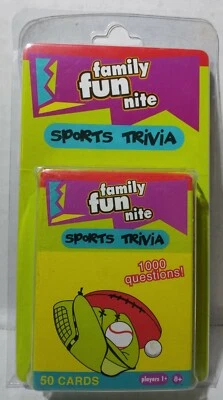 family
fun
nite
SPORTS TRIVIA
family
fun
nite
SPORTS TRIVIA
1000
questions!
50 CARDS
players 1+ 8+